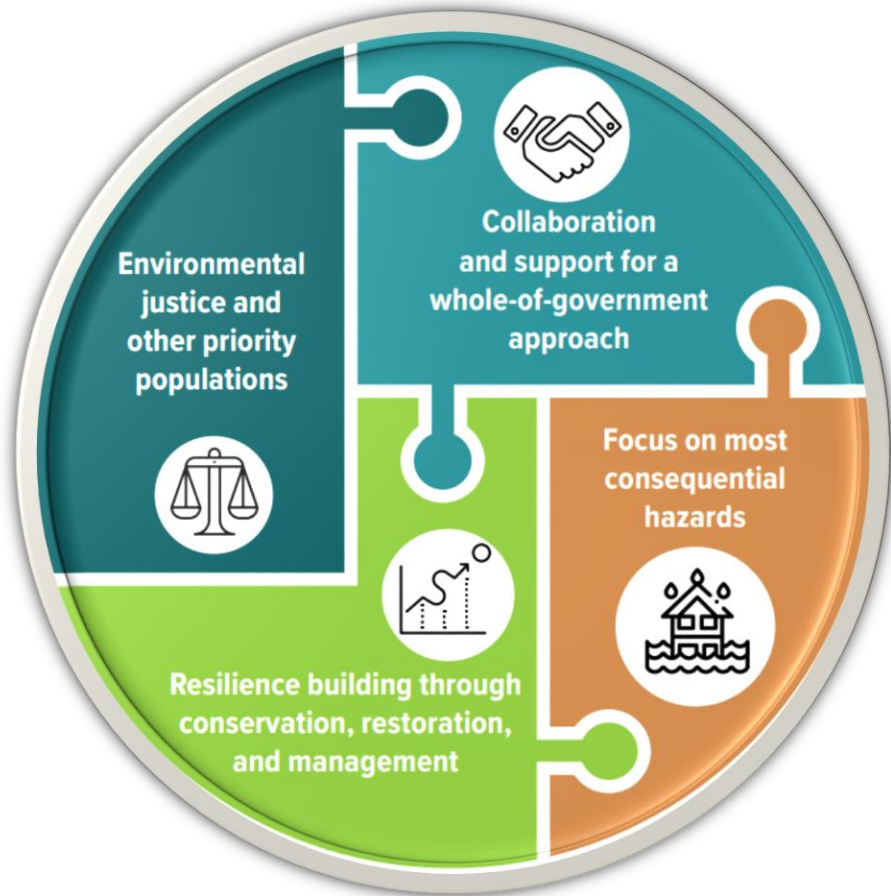 Environmental
justice and
other priority
populations
Collaboration
and support for a
whole-of-government
approach
Focus on most
consequential
hazards
Resilience building through
conservation, restoration,
and management